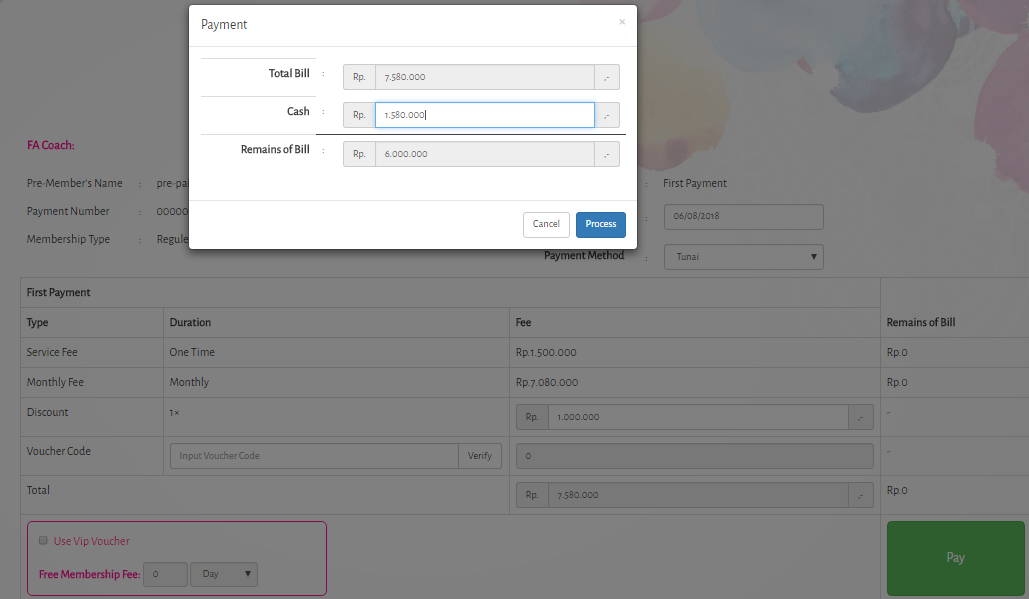 Payment ×
Total Bill : Rp. 7.580.000 ,-
Cash : Rp. 1.580.000 ,-
Remains of Bill : Rp. 6.000.000 ,-
Cancel Process
FA Coach:
Pre-Member's Name : pre-pa : First Payment
Payment Number : 00000 : 06/08/2018
Membership Type : Regule
Payment Method : Tunai
First Payment
Type Duration Fee Remains of Bill
Service Fee One Time Rp.1.500.000 Rp.0
Monthly Fee Monthly Rp.7.080.000 Rp.0
Discount 1× Rp. 1.000.000 ,- -
Voucher Code Input Voucher Code Verify 0 -
Total Rp. 7.580.000 ,- Rp.0
Use Vip Voucher
Free Membership Fee: 0 Day
Pay